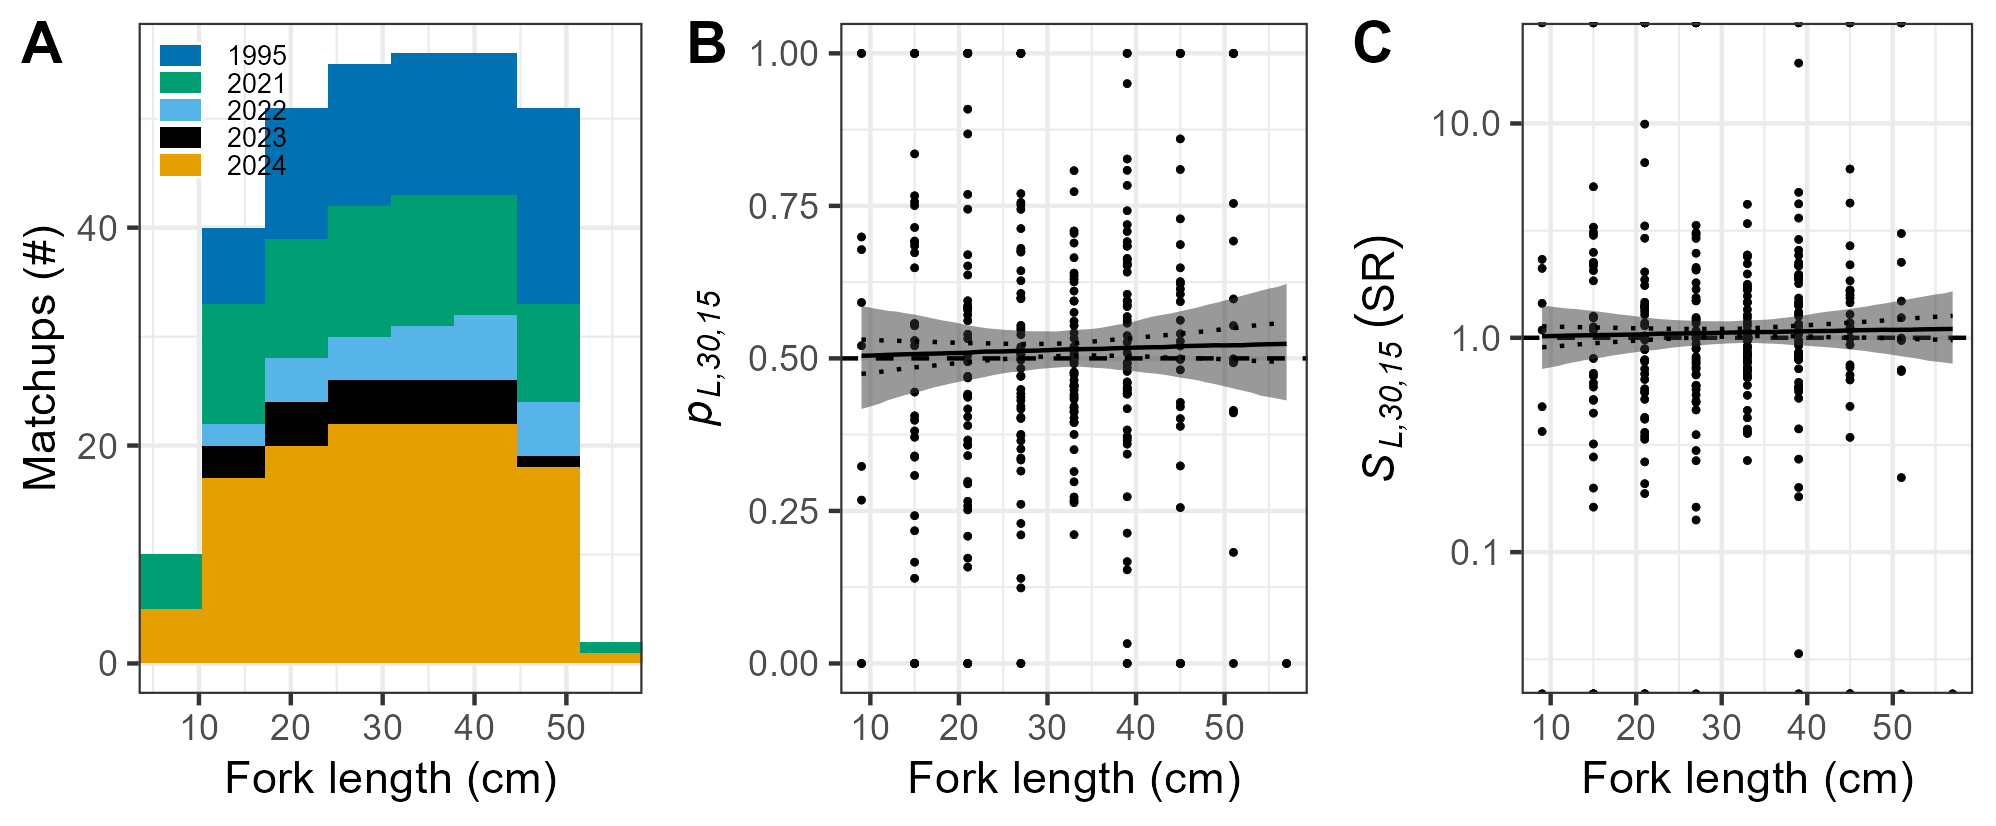 A
1995
2021
2022
2023
2024
40
20
0
Matchups (#)
10 20 30 40 50
Fork length (cm)
B
1.00
0.75
0.50
0.25
0.00
pL,30,15
10 20 30 40 50
Fork length (cm)
C
10.0
1.0
0.1
SL,30,15 (SR)
10 20 30 40 50
Fork length (cm)